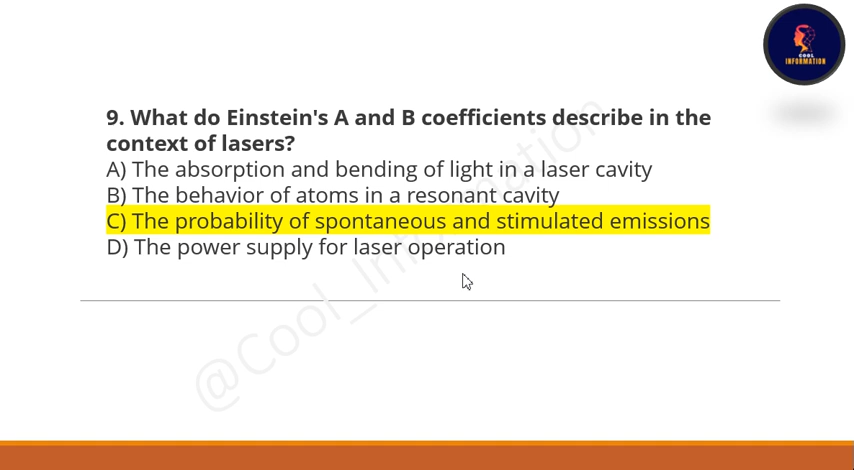 COOL
INFORMATION
9. What do Einstein's A and B coefficients describe in the
context of lasers?
A) The absorption and bending of light in a laser cavity
B) The behavior of atoms in a resonant cavity
C) The probability of spontaneous and stimulated emissions
D) The power supply for laser operation
@Cool_Information